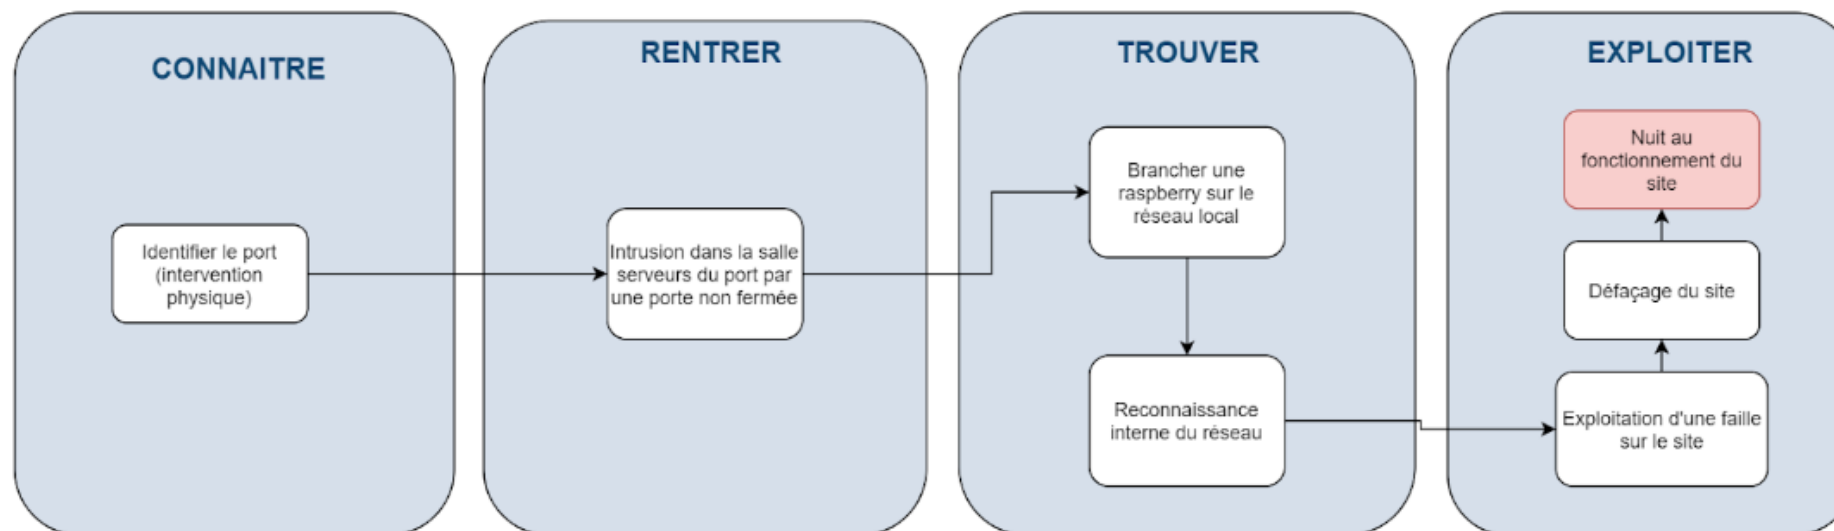 CONNAITRE
Identifier le port
(intervention
physique)
RENTRER
Intrusion dans la salle
serveurs du port par
une porte non fermée
TROUVER
Brancher une
raspberry sur le
réseau local
Reconnaissance
interne du réseau
EXPLOITER
Nuit au
fonctionnement du
site
Défaçage du site
Exploitation d'une faille
sur le site